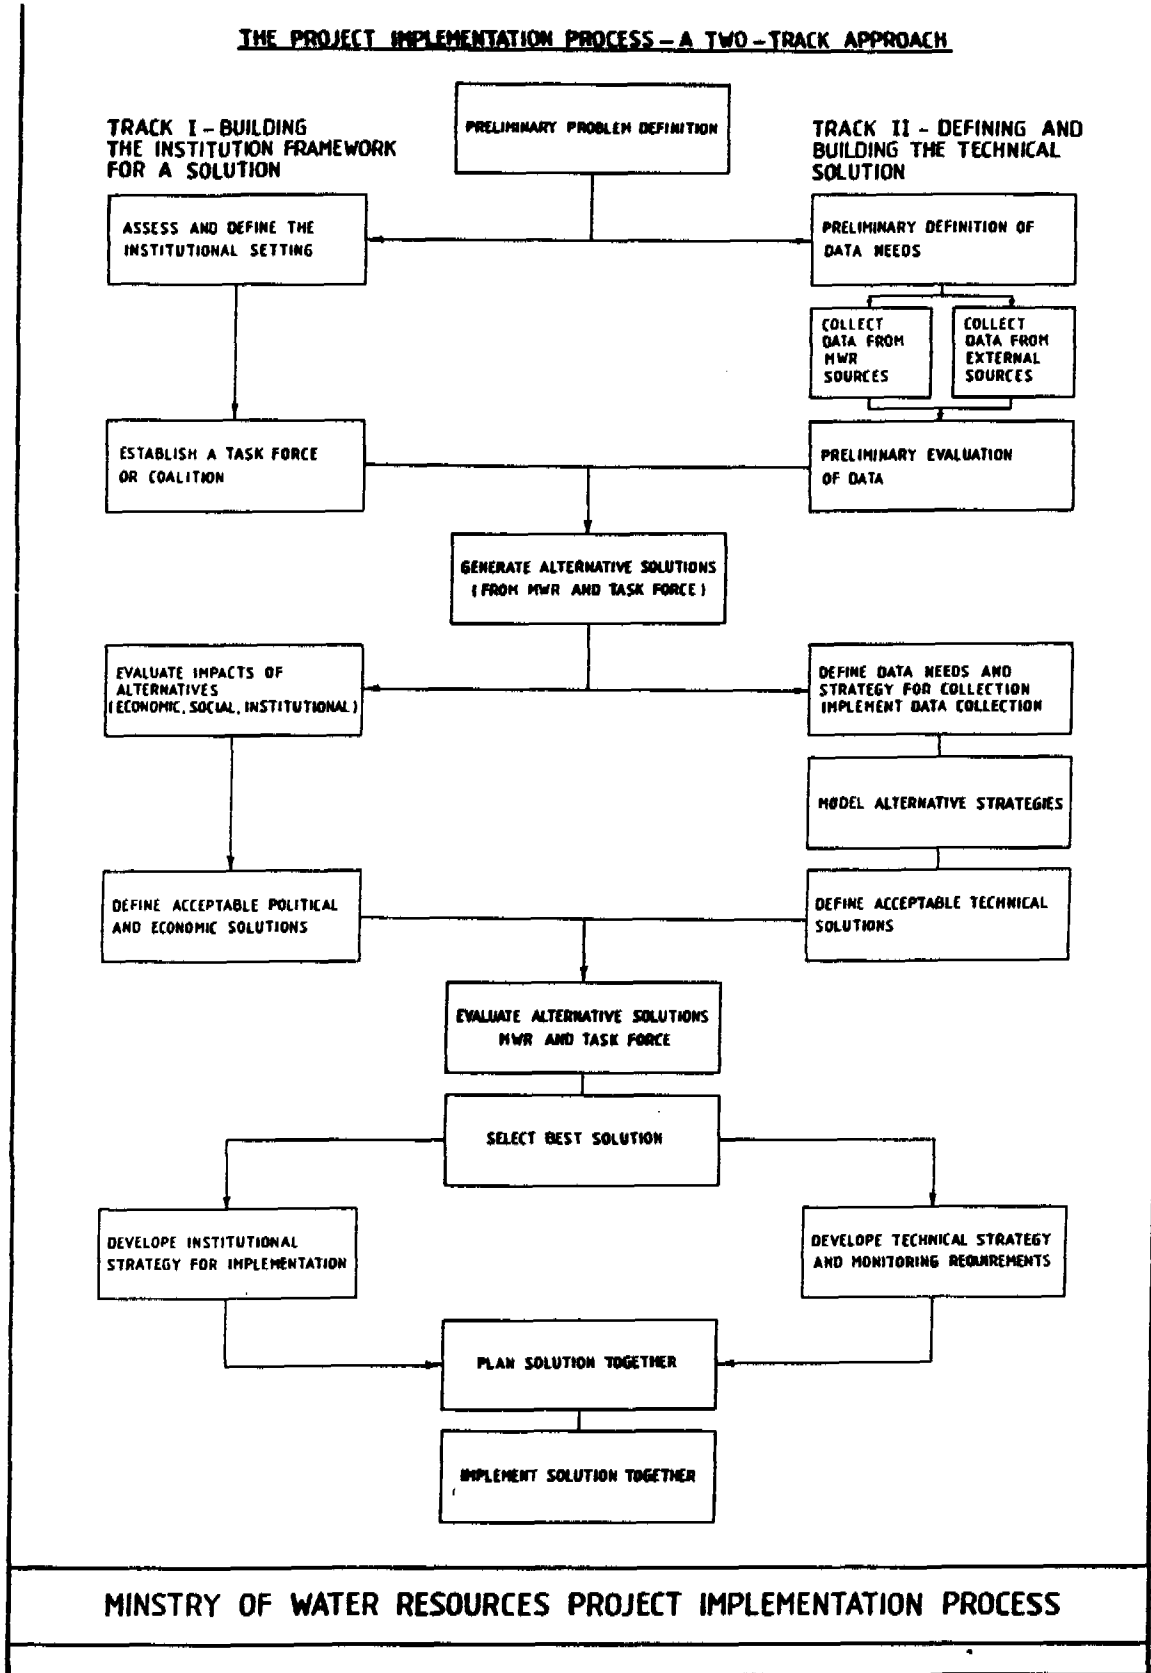 THE PROJECT IMPLEMENTATION PROCESS – A TWO – TRACK APPROACH
PRELIMINARY PROBLEM DEFINITION
TRACK I – BUILDING
THE INSTITUTION FRAMEWORK
FOR A SOLUTION
TRACK II – DEFINING AND
BUILDING THE TECHNICAL
SOLUTION
ASSESS AND DEFINE THE
INSTITUTIONAL SETTING
PRELIMINARY DEFINITION OF
DATA NEEDS
COLLECT
DATA FROM
MWR
SOURCES
COLLECT
DATA FROM
EXTERNAL
SOURCES
ESTABLISH A TASK FORCE
OR COALITION
PRELIMINARY EVALUATION
OF DATA
GENERATE ALTERNATIVE SOLUTIONS
(FROM MWR AND TASK FORCE)
EVALUATE IMPACTS OF
ALTERNATIVES
(ECONOMIC, SOCIAL, INSTITUTIONAL)
DEFINE DATA NEEDS AND
STRATEGY FOR COLLECTION
IMPLEMENT DATA COLLECTION
MODEL ALTERNATIVE STRATEGIES
DEFINE ACCEPTABLE POLITICAL
AND ECONOMIC SOLUTIONS
DEFINE ACCEPTABLE TECHNICAL
SOLUTIONS
EVALUATE ALTERNATIVE SOLUTIONS
MWR AND TASK FORCE
SELECT BEST SOLUTION
DEVELOPE INSTITUTIONAL
STRATEGY FOR IMPLEMENTATION
DEVELOPE TECHNICAL STRATEGY
AND MONITORING REQUIREMENTS
PLAN SOLUTION TOGETHER
IMPLEMENT SOLUTION TOGETHER
MINSTRY OF WATER RESOURCES PROJECT IMPLEMENTATION PROCESS